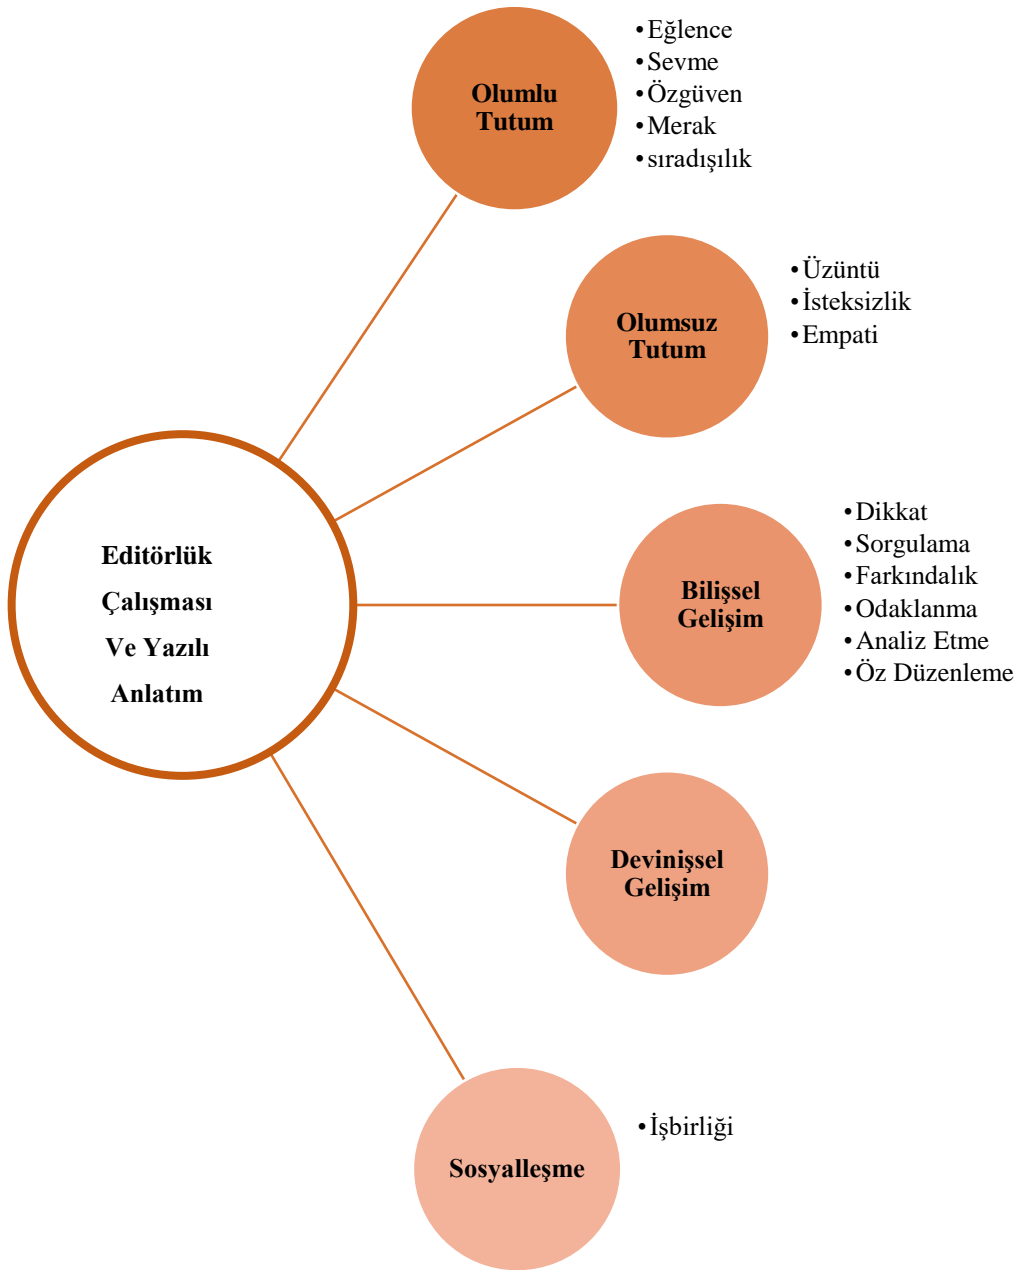 Olumlu
Tutum
•Eğlence
•Sevme
•Özgüven
•Merak
•sıradışılık
Olumsuz
Tutum
•Üzüntü
•İsteksizlik
•Empati
Editörlük
Çalışması
Ve Yazılı
Anlatım
Bilişsel
Gelişim
•Dikkat
•Sorgulama
•Farkındalık
•Odaklanma
•Analiz Etme
•Öz Düzenleme
Devinişsel
Gelişim
Sosyalleşme
•İşbirliği